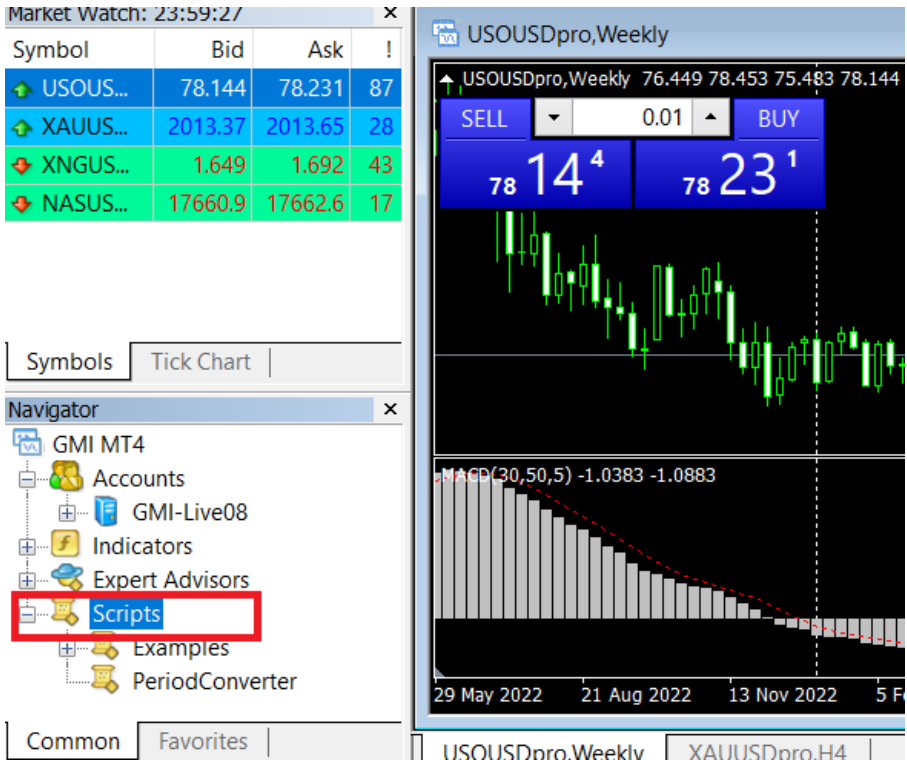 Market Watch: 23:59:27
Symbol Bid Ask !
USOUS... 78.144 78.231 87
XAUUS... 2013.37 2013.65 28
XNGUS... 1.649 1.692 43
NASUS... 17660.9 17662.6 17
Symbols Tick Chart
Navigator
GMI MT4
Accounts
GMI-Live08
Indicators
Expert Advisors
Scripts
Examples
PeriodConverter
Common Favorites
USOUSDpro,Weekly
USOUSDpro,Weekly 76.449 78.453 75.483 78.144
SELL 0.01 BUY
78 14 4 78 23 1
MACD(30,50,5) -1.0383 -1.0883
29 May 2022 21 Aug 2022 13 Nov 2022 5 F
USOUSDpro,Weekly XAUUSDpro,H4